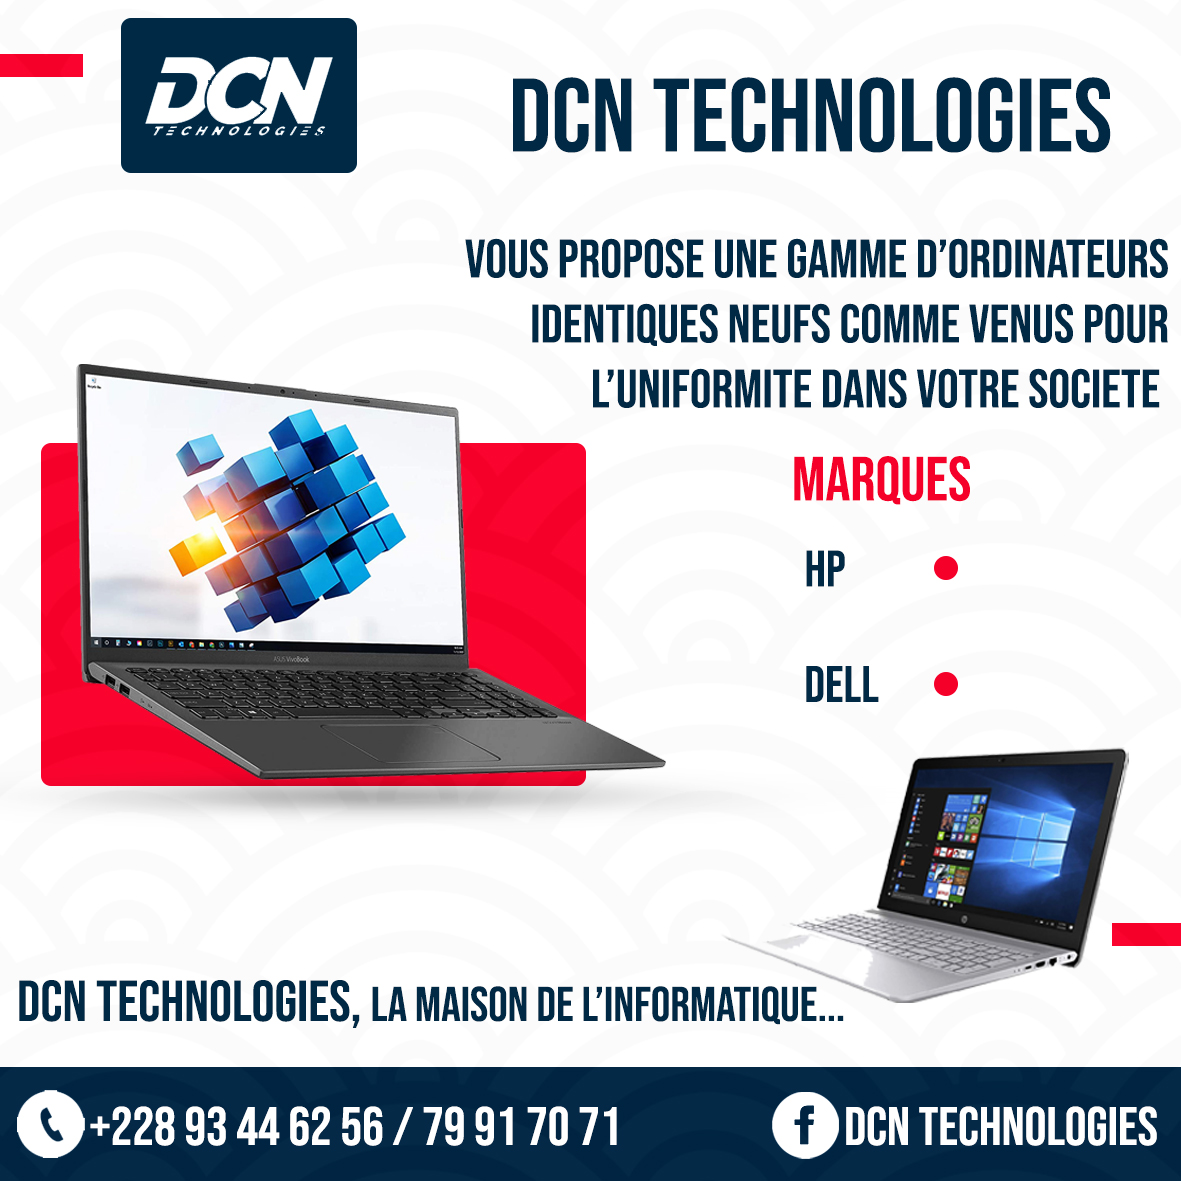 DCN
TECHNOLOGIES
DCN TECHNOLOGIES
VOUS PROPOSE UNE GAMME D’ORDINATEURS
IDENTIQUES NEUFS COMME VENUS POUR
L’UNIFORMITE DANS VOTRE SOCIETE
MARQUES
HP
DELL
ASUS VivoBook
DCN TECHNOLOGIES, LA MAISON DE L’INFORMATIQUE...
+228 93 44 62 56 / 79 91 70 71
DCN TECHNOLOGIES